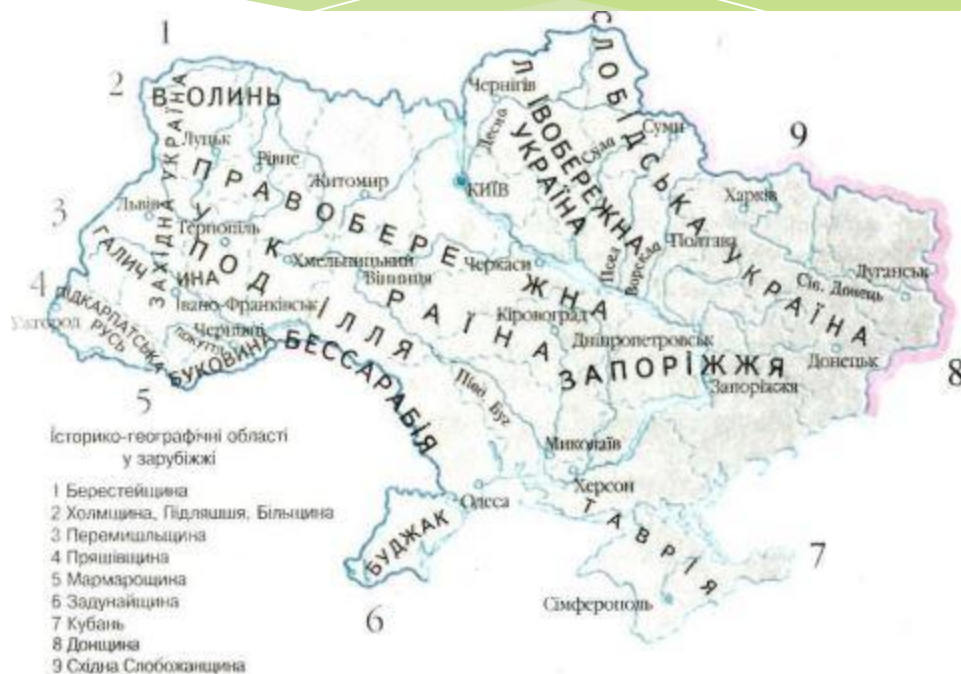 1
2
ВОЛИНЬ
ЗАХІДНА УКРАЇНА
Луцьк
Рівне
Житомир
ПРАВОБЕРЕЖНА
УКРАЇНА
Чернігів
Десна
ЛІВОБЕРЕЖНА
УКРАЇНА
СЛОБІДСЬКА УКРАЇНА
Суми
Сула
9
КИЇВ
Харків
3
Львів
Тернопіль
ПОДІЛЛЯ
Хмельницький
Вінниця
Черкаси
Псел
Ворскла
Полтава
Сів. Донець
Луганськ
ГАЛИЧИНА
4
Ужгород
ПІДКАРПАТСЬКА
РУСЬ
Івано-Франківськ
ПОКУТТЯ
Чернівці
БУКОВИНА
БЕССАРАБІЯ
Кіровоград
Дніпропетровськ
Донецьк
ЗАПОРІЖЖЯ
Запоріжжя
8
5
Півд. Буг
Миколаїв
Херсон
Одеса
ТАВРІЯ
БУДЖАК
6
Сімферополь
7
Історико-географічні області
у зарубіжжі
1 Берестейщина
2 Холмщина, Підляшшя, Більщина
3 Перемишльщина
4 Пряшівщина
5 Мармарощина
6 Задунайщина
7 Кубань
8 Донщина
9 Східна Слобожанщина